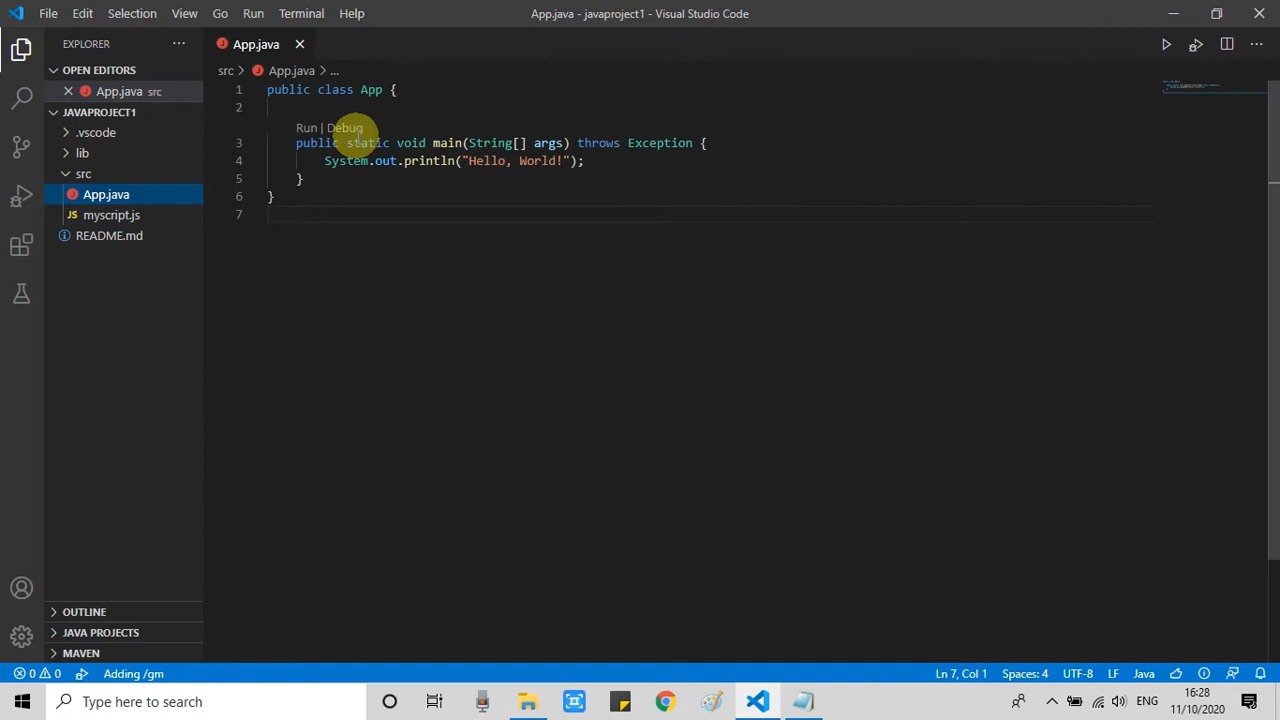 File Edit Selection View Go Run Terminal Help App.java - javaproject1 - Visual Studio Code
EXPLORER
OPEN EDITORS
App.java src
JAVAPROJECT1
.vscode
lib
src
App.java
JS myscript.js
README.md
OUTLINE
JAVA PROJECTS
MAVEN
App.java
src > App.java > ...
1 public class App {
2
Run | Debug
3 public static void main(String[] args) throws Exception {
4 System.out.println("Hello, World!");
5 }
6 }
7
0 0 Adding /gm Ln 7, Col 1 Spaces: 4 UTF-8 LF Java
Type here to search ENG 16:28
11/10/2020